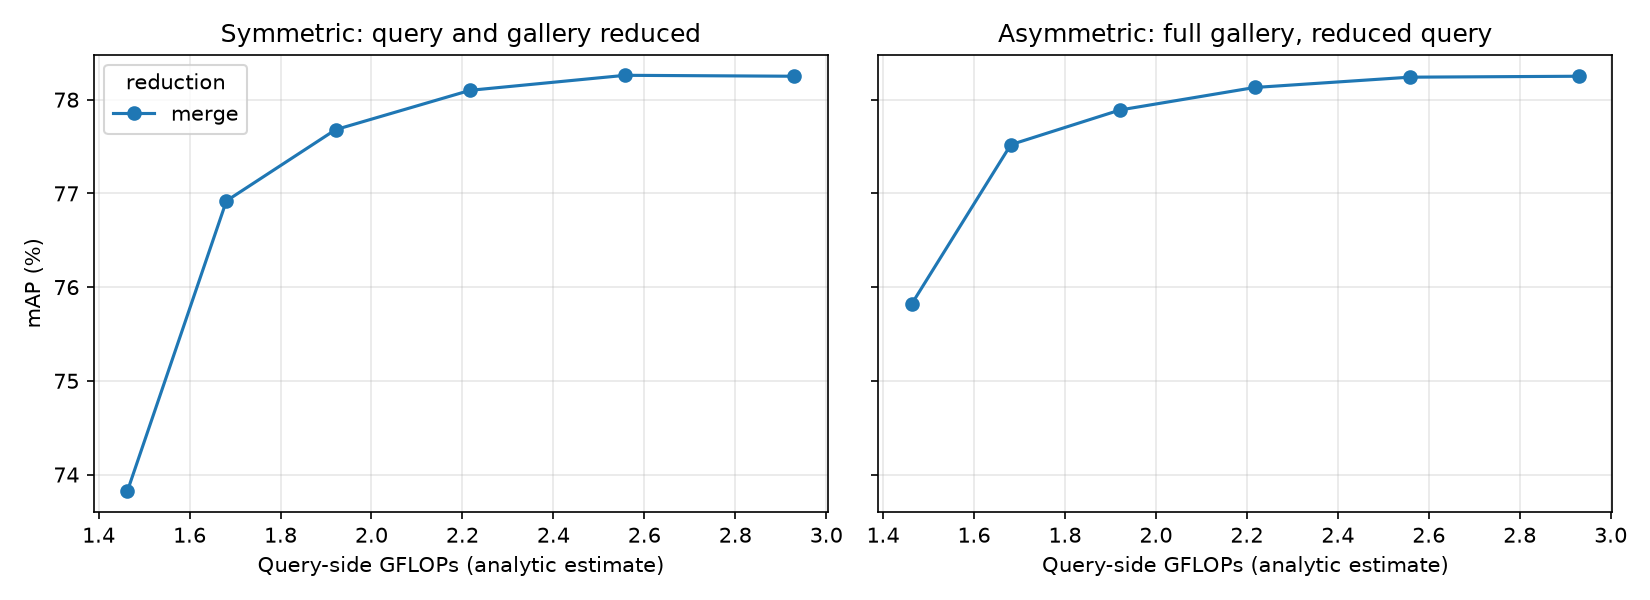 Symmetric: query and gallery reduced
reduction
merge
mAP (%)
78
77
76
75
74
1.4 1.6 1.8 2.0 2.2 2.4 2.6 2.8 3.0
Query-side GFLOPs (analytic estimate)
Asymmetric: full gallery, reduced query
1.4 1.6 1.8 2.0 2.2 2.4 2.6 2.8 3.0
Query-side GFLOPs (analytic estimate)